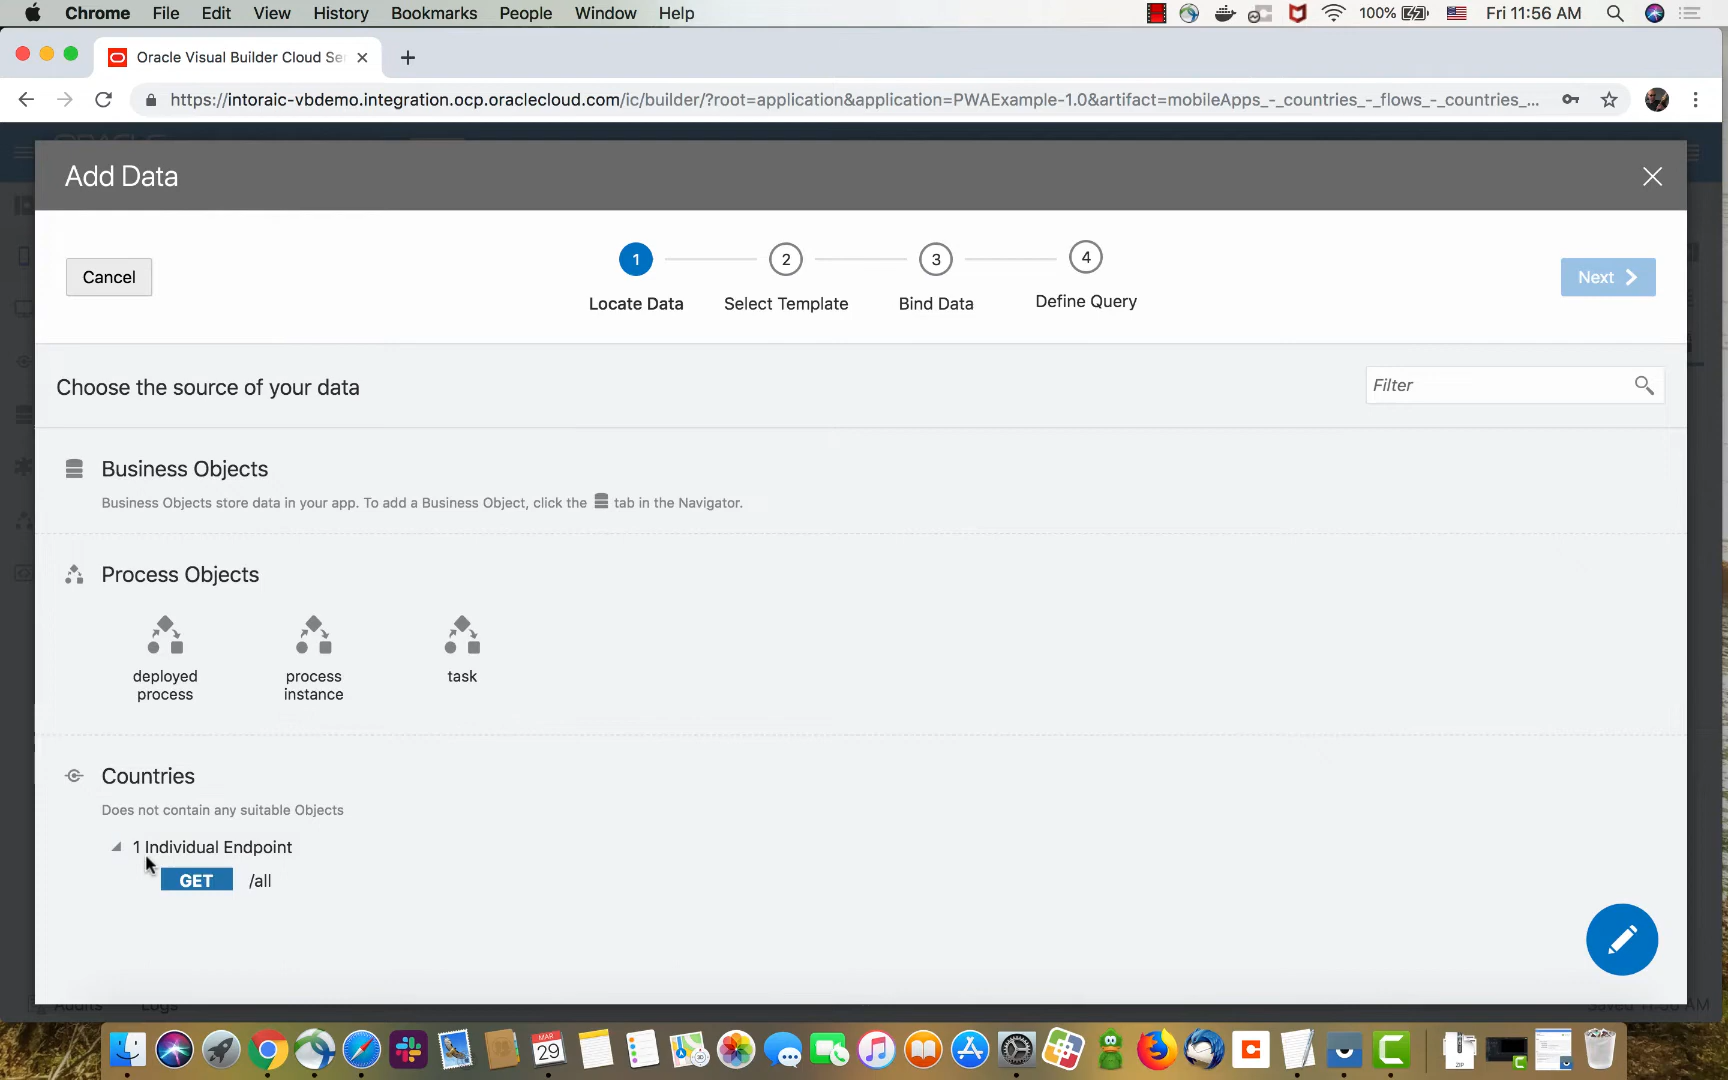 Chrome File Edit View History Bookmarks People Window Help 100% Fri 11:56 AM
Oracle Visual Builder Cloud Se
https://intoraic-vbdemo.integration.ocp.oraclecloud.com/ic/builder/?root=application&application=PWAExample-1.0&artifact=mobileApps_-_countries_-_flows_-_countries_...
Add Data
Cancel
1 2 3 4
Next
Locate Data Select Template Bind Data Define Query
Choose the source of your data
Filter
Business Objects
Business Objects store data in your app. To add a Business Object, click the tab in the Navigator.
Process Objects
deployed process
process instance
task
Countries
Does not contain any suitable Objects
1 Individual Endpoint
GET /all
Audits Logs
MAR
29